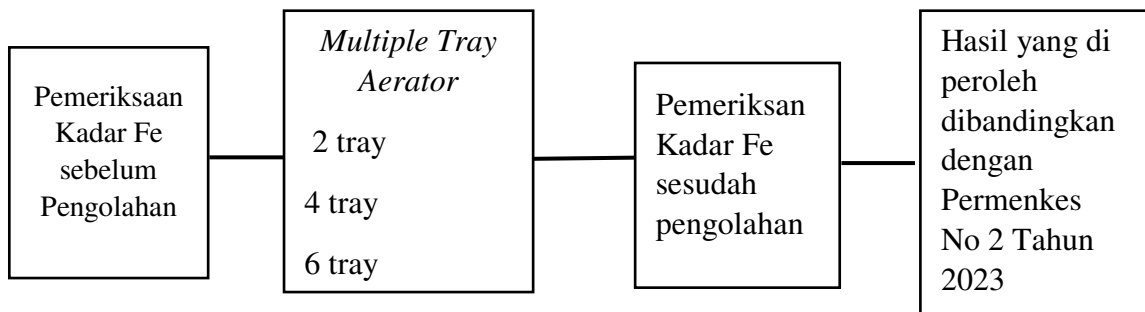 Pemeriksaan
Kadar Fe
sebelum
Pengolahan
Multiple Tray
Aerator
2 tray
4 tray
6 tray
Pemeriksan
Kadar Fe
sesudah
pengolahan
Hasil yang di
peroleh
dibandingkan
dengan
Permenkes
No 2 Tahun
2023